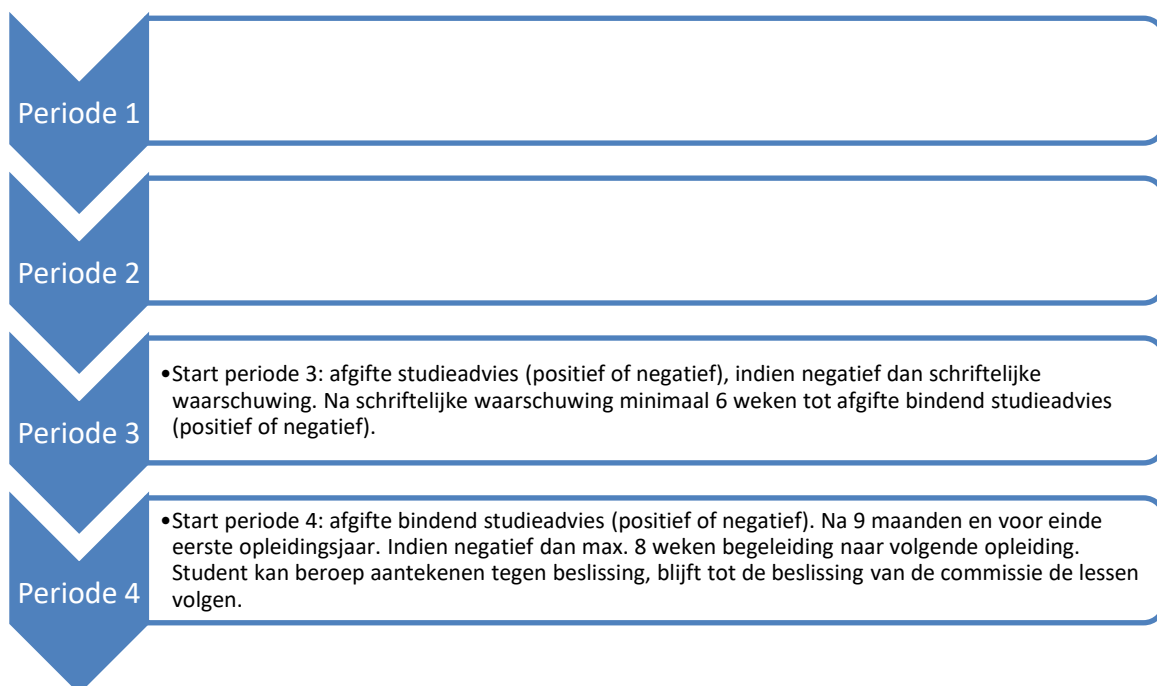 Periode 1
Periode 2
Periode 3
•Start periode 3: afgifte studieadvies (positief of negatief), indien negatief dan schriftelijke
waarschuwing. Na schriftelijke waarschuwing minimaal 6 weken tot afgifte bindend studieadvies
(positief of negatief).
Periode 4
•Start periode 4: afgifte bindend studieadvies (positief of negatief). Na 9 maanden en voor einde
eerste opleidingsjaar. Indien negatief dan max. 8 weken begeleiding naar volgende opleiding.
Student kan beroep aantekenen tegen beslissing, blijft tot de beslissing van de commissie de lessen
volgen.